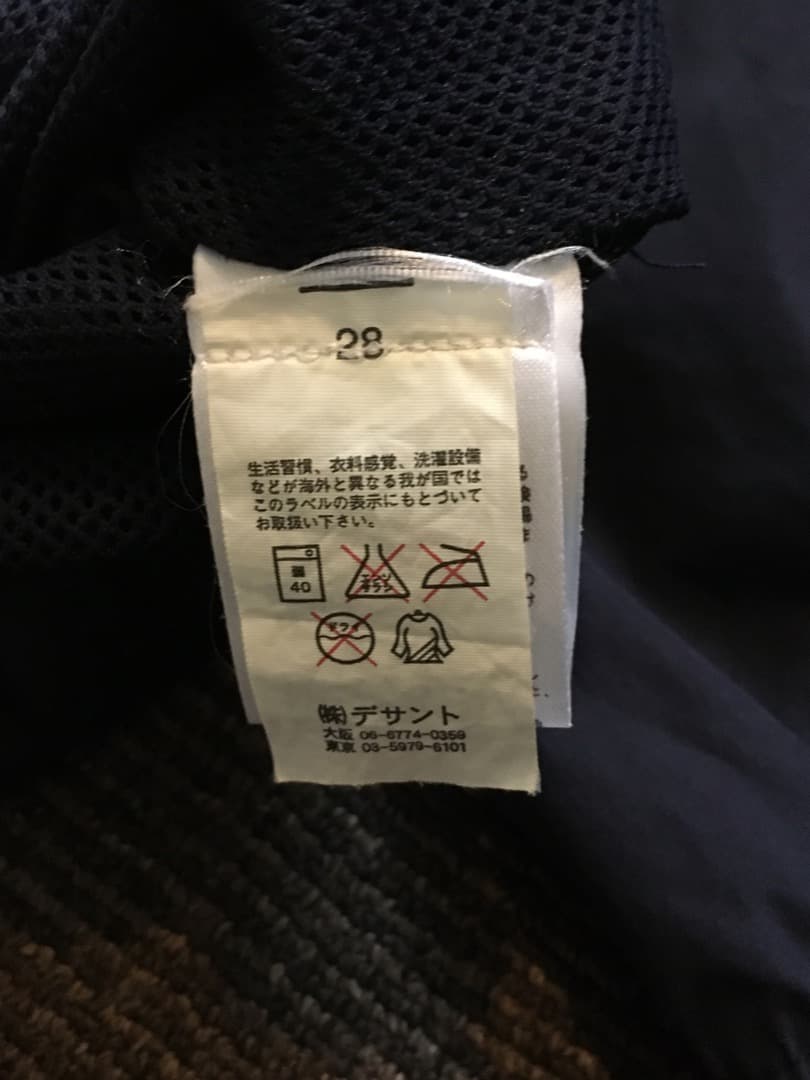 28
生活習慣、衣料感覚、洗濯設備
などが海外と異なる我が国では
このラベルの表示にもとづいて
お取扱い下さい。
40
エンソ
サラシ
ドライ
㈱デサント
大阪 06-6774-0359
東京 03-5979-6101
の
け